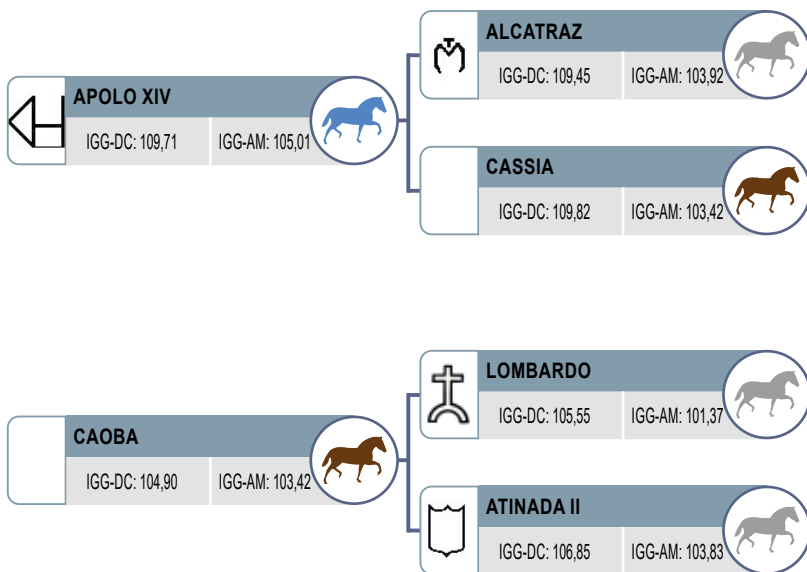 ALCATRAZ
IGG-DC: 109,45 IGG-AM: 103,92
APOLO XIV
IGG-DC: 109,71 IGG-AM: 105,01
CASSIA
IGG-DC: 109,82 IGG-AM: 103,42
LOMBARDO
IGG-DC: 105,55 IGG-AM: 101,37
CAOBA
IGG-DC: 104,90 IGG-AM: 103,42
ATINADA II
IGG-DC: 106,85 IGG-AM: 103,83